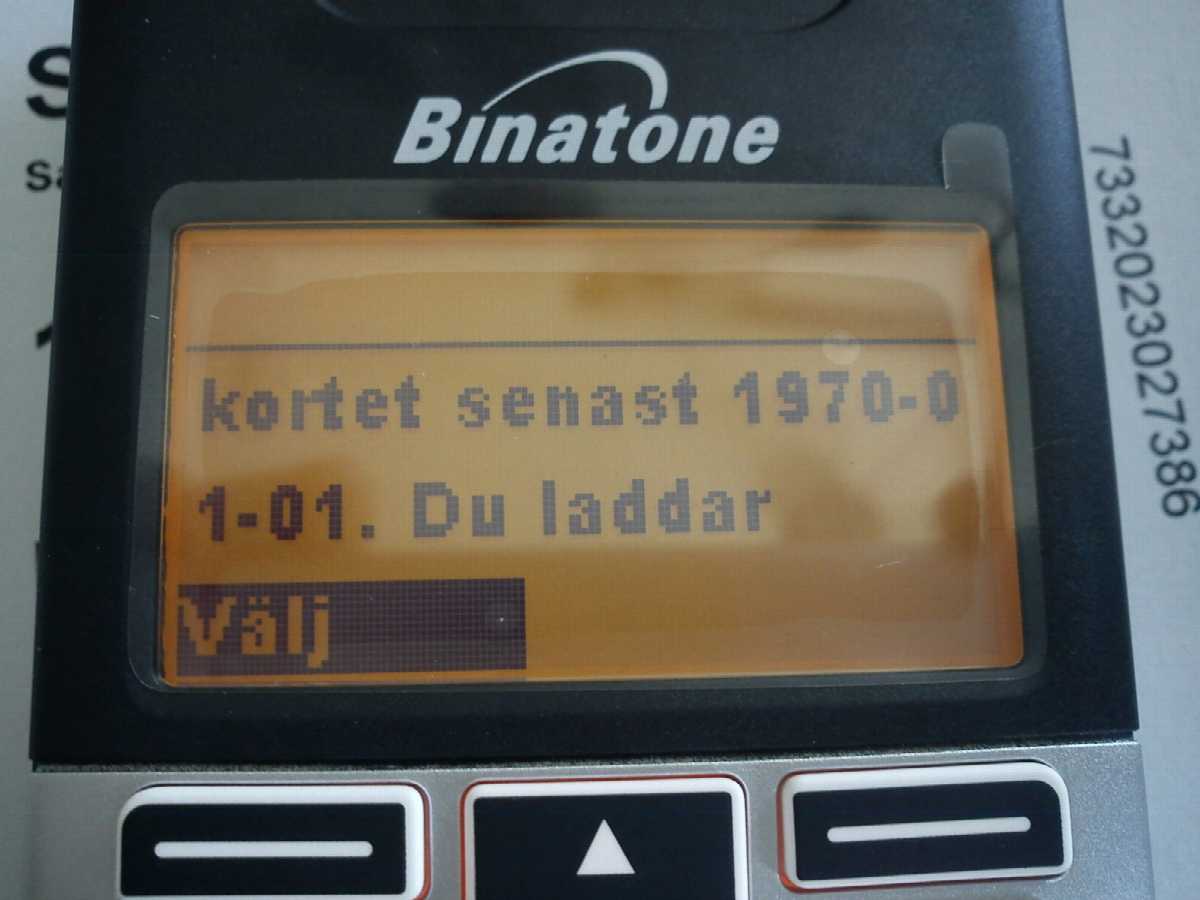 Binatone
kortet senast 1970-0
1-01. Du laddar
Välj
7332023027386